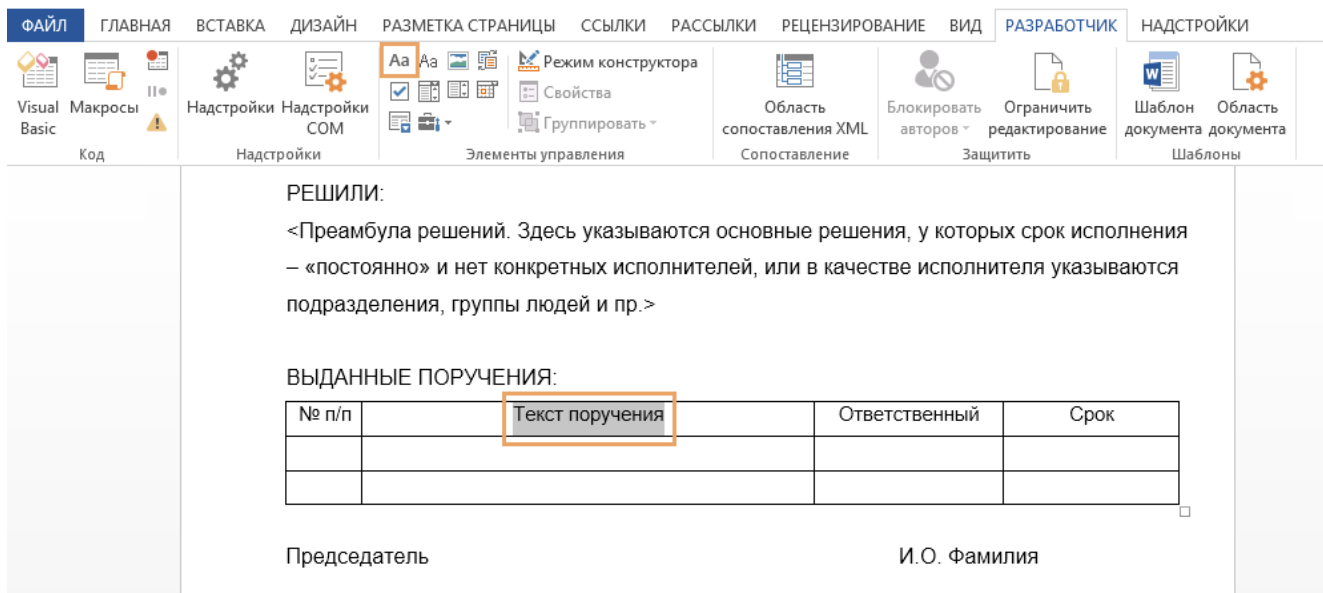 ФАЙЛ ГЛАВНАЯ ВСТАВКА ДИЗАЙН РАЗМЕТКА СТРАНИЦЫ ССЫЛКИ РАССЫЛКИ РЕЦЕНЗИРОВАНИЕ ВИД РАЗРАБОТЧИК НАДСТРОЙКИ
Aa Aa Режим конструктора
Свойства
Группировать
Visual Basic Макросы
Надстройки Надстройки COM
Область сопоставления XML
Блокировать авторов Ограничить редактирование
Шаблон документа Область документа
Код Надстройки Элементы управления Сопоставление Защитить Шаблоны
РЕШИЛИ:
<Преамбула решений. Здесь указываются основные решения, у которых срок исполнения
– «постоянно» и нет конкретных исполнителей, или в качестве исполнителя указываются
подразделения, группы людей и пр.>
ВЫДАННЫЕ ПОРУЧЕНИЯ:
№ п/п Текст поручения Ответственный Срок
Председатель И.О. Фамилия